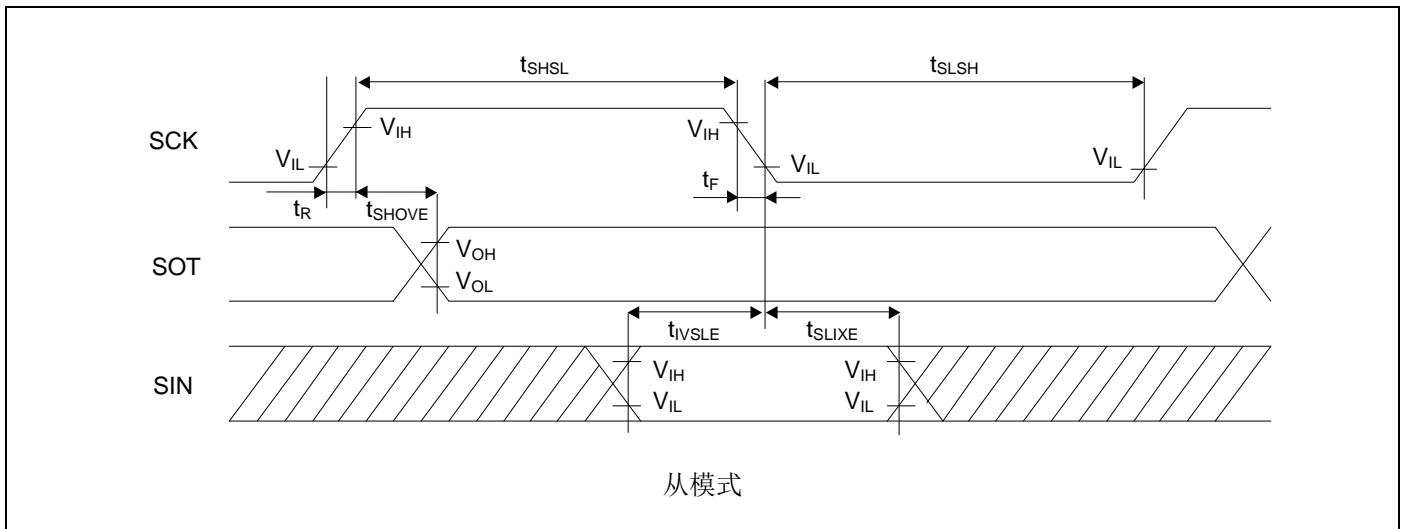 tSHSL tSLSH
SCK VIH VIH
VIL VIL VIL
tR tSHOVE tF
SOT VOH
VOL
tIVSLE tSLIXE
SIN VIH VIH
VIL VIL
从模式